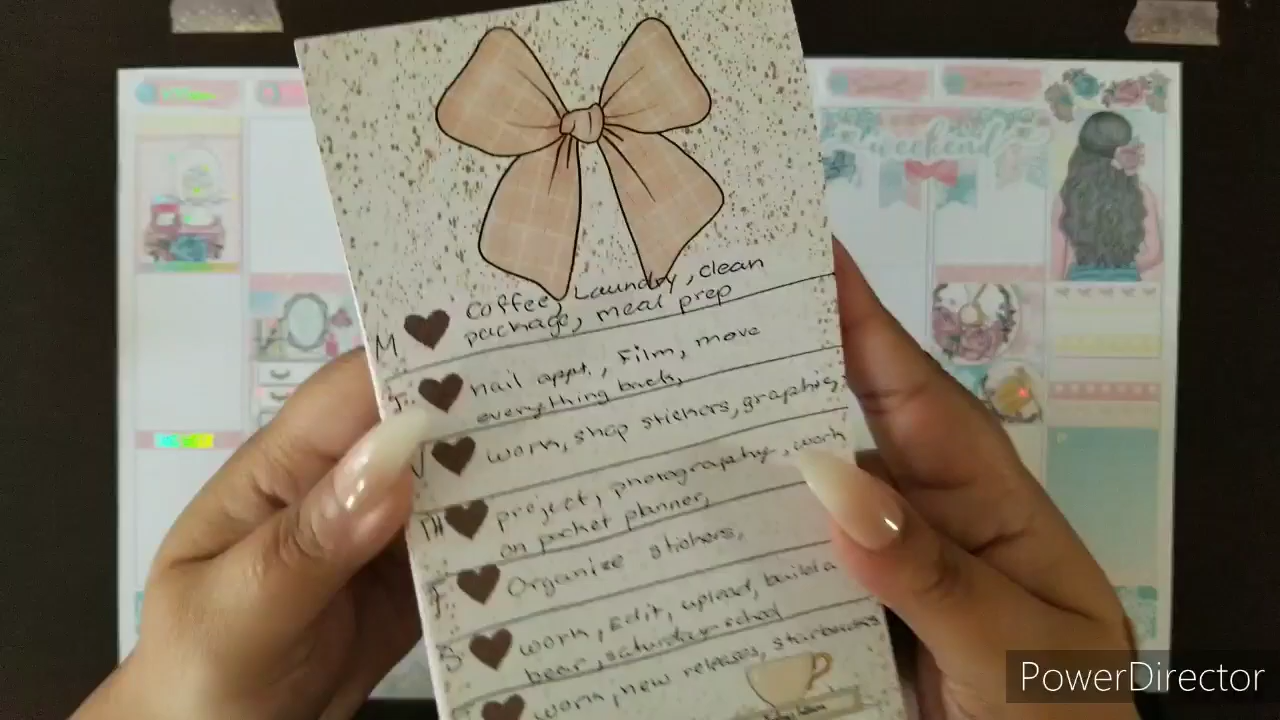 weekend
M Coffee, Laundry, clean
package, meal prep
T nail appt., Film, move
everything back,
W work, shop stickers, graphics,
TH project, photography, work
on pocket planner,
F Organize stickers,
S work, edit, upload, build a
bear, saturday school
work, new releases, starbucks
PowerDirector